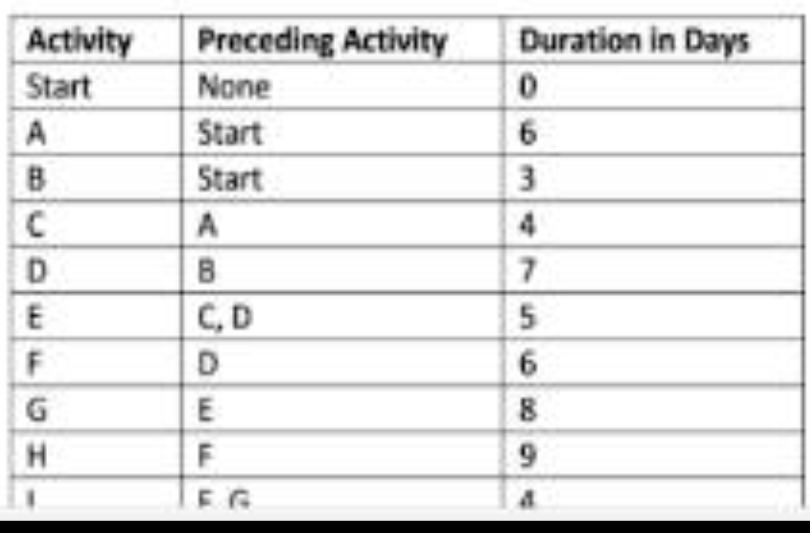 Activity Preceding Activity Duration in Days
Start None 0
A Start 6
B Start 3
C A 4
D B 7
E C, D 5
F D 6
G E 8
H F 9